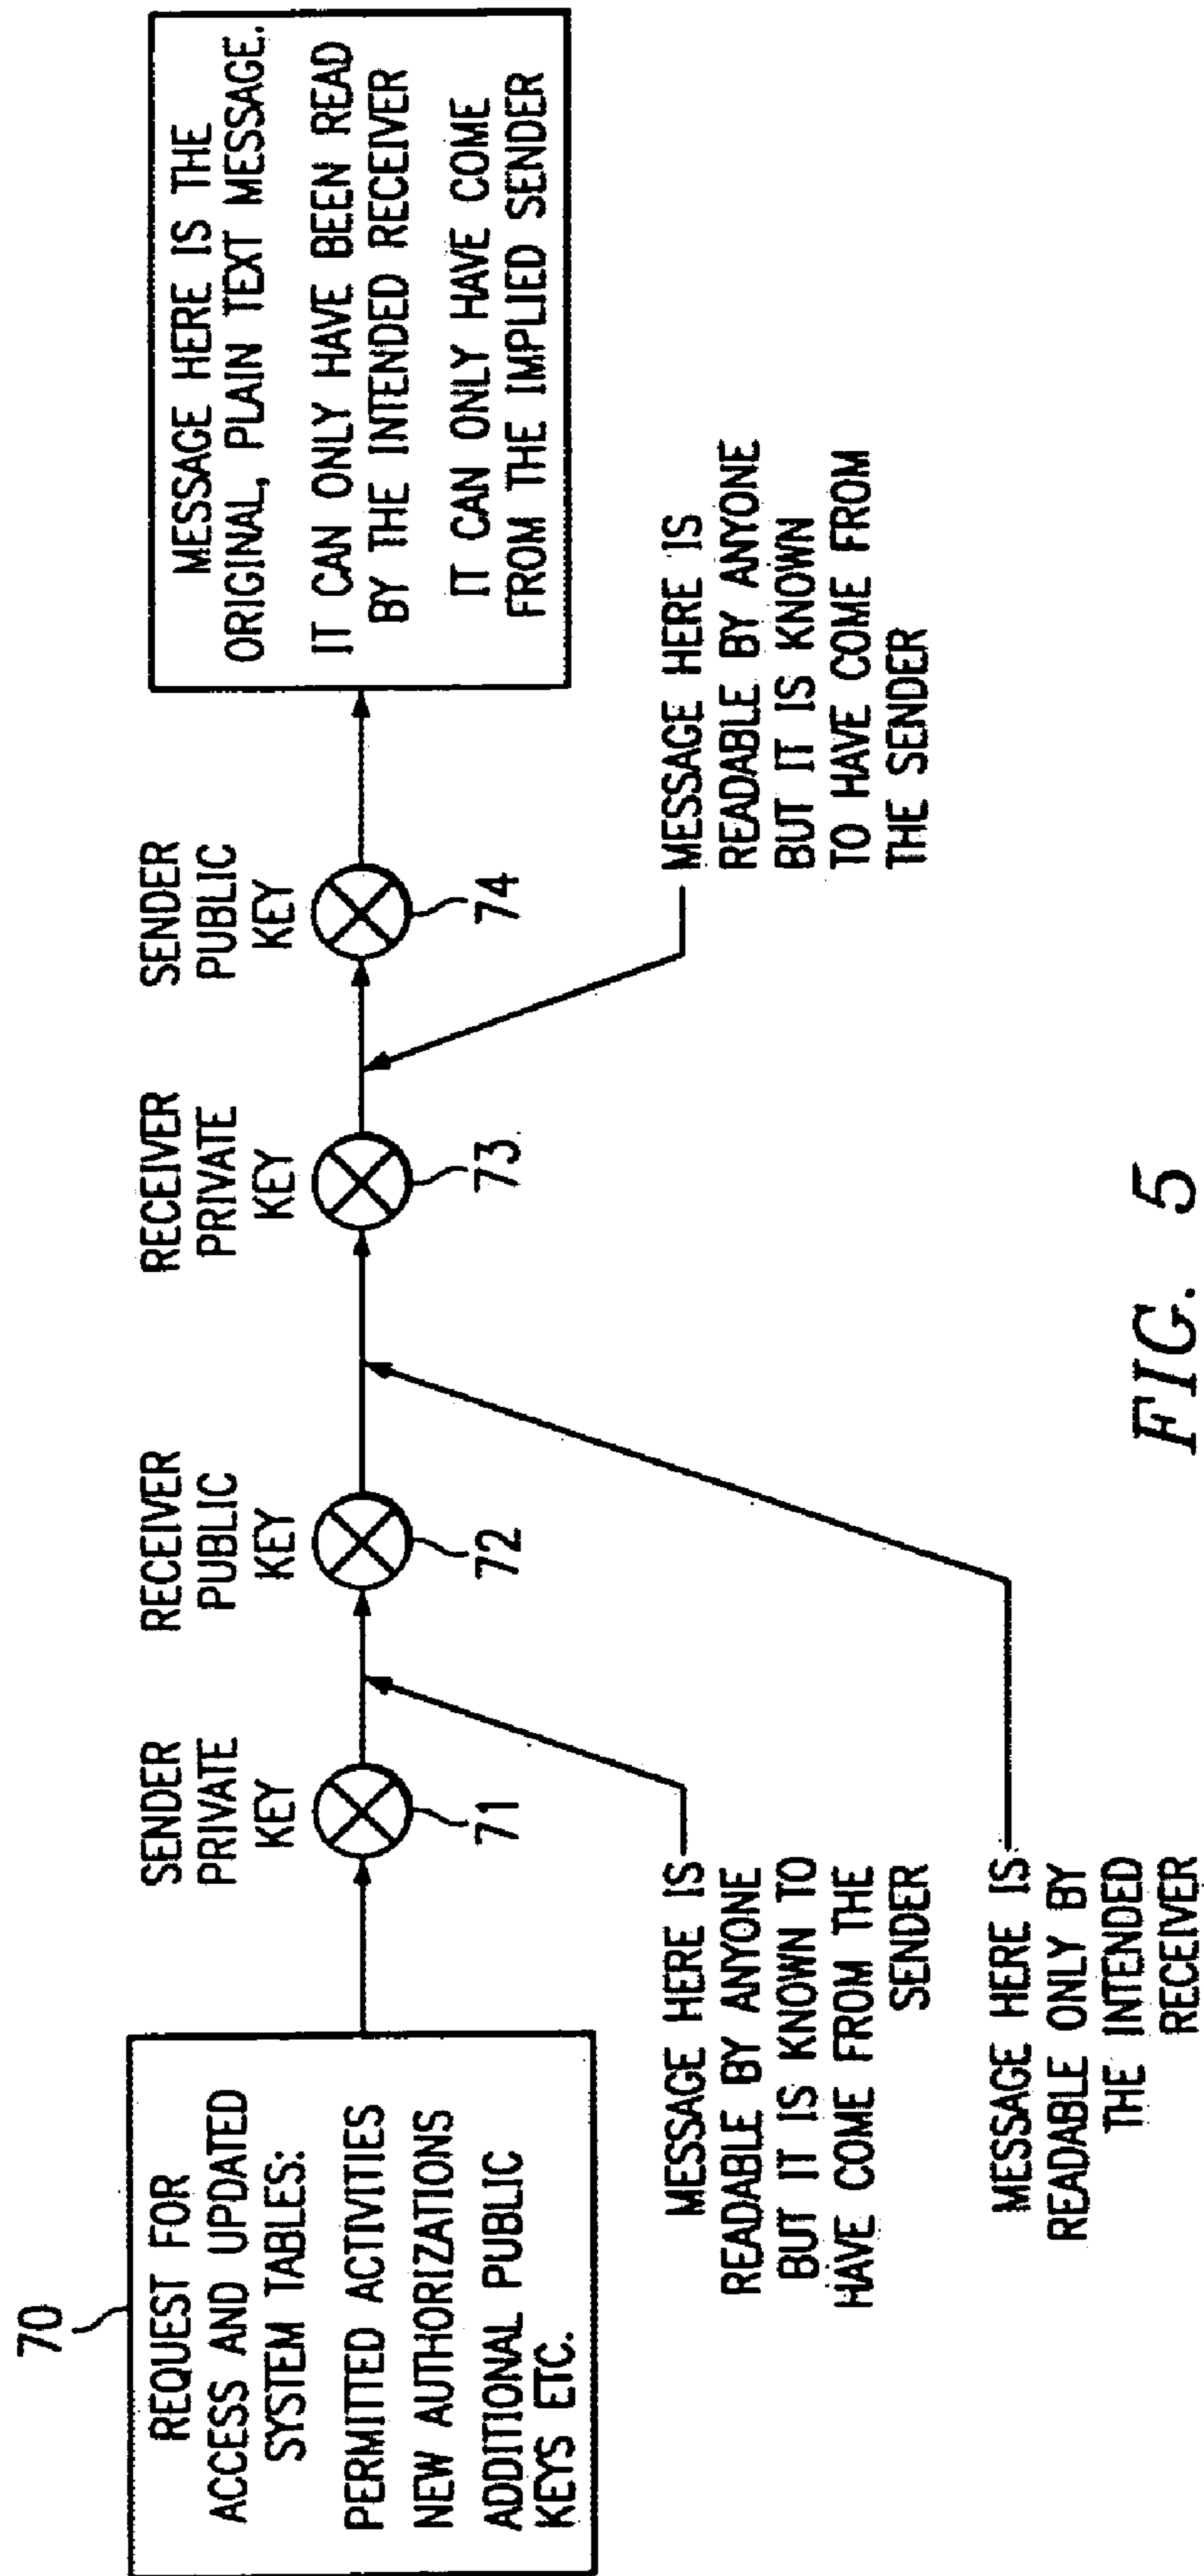 70
REQUEST FOR
ACCESS AND UPDATED
SYSTEM TABLES:
PERMITTED ACTIVITIES
NEW AUTHORIZATIONS
ADDITIONAL PUBLIC
KEYS ETC.
SENDER
PRIVATE
KEY
71
RECEIVER
PUBLIC
KEY
72
RECEIVER
PRIVATE
KEY
73
SENDER
PUBLIC
KEY
74
MESSAGE HERE IS THE
ORIGINAL, PLAIN TEXT MESSAGE.
IT CAN ONLY HAVE BEEN READ
BY THE INTENDED RECEIVER
IT CAN ONLY HAVE COME
FROM THE IMPLIED SENDER
MESSAGE HERE IS
READABLE BY ANYONE
BUT IT IS KNOWN TO
HAVE COME FROM THE
SENDER
MESSAGE HERE IS
READABLE BY ANYONE
BUT IT IS KNOWN
TO HAVE COME FROM
THE SENDER
MESSAGE HERE IS
READABLE ONLY BY
THE INTENDED
RECEIVER
FIG. 5